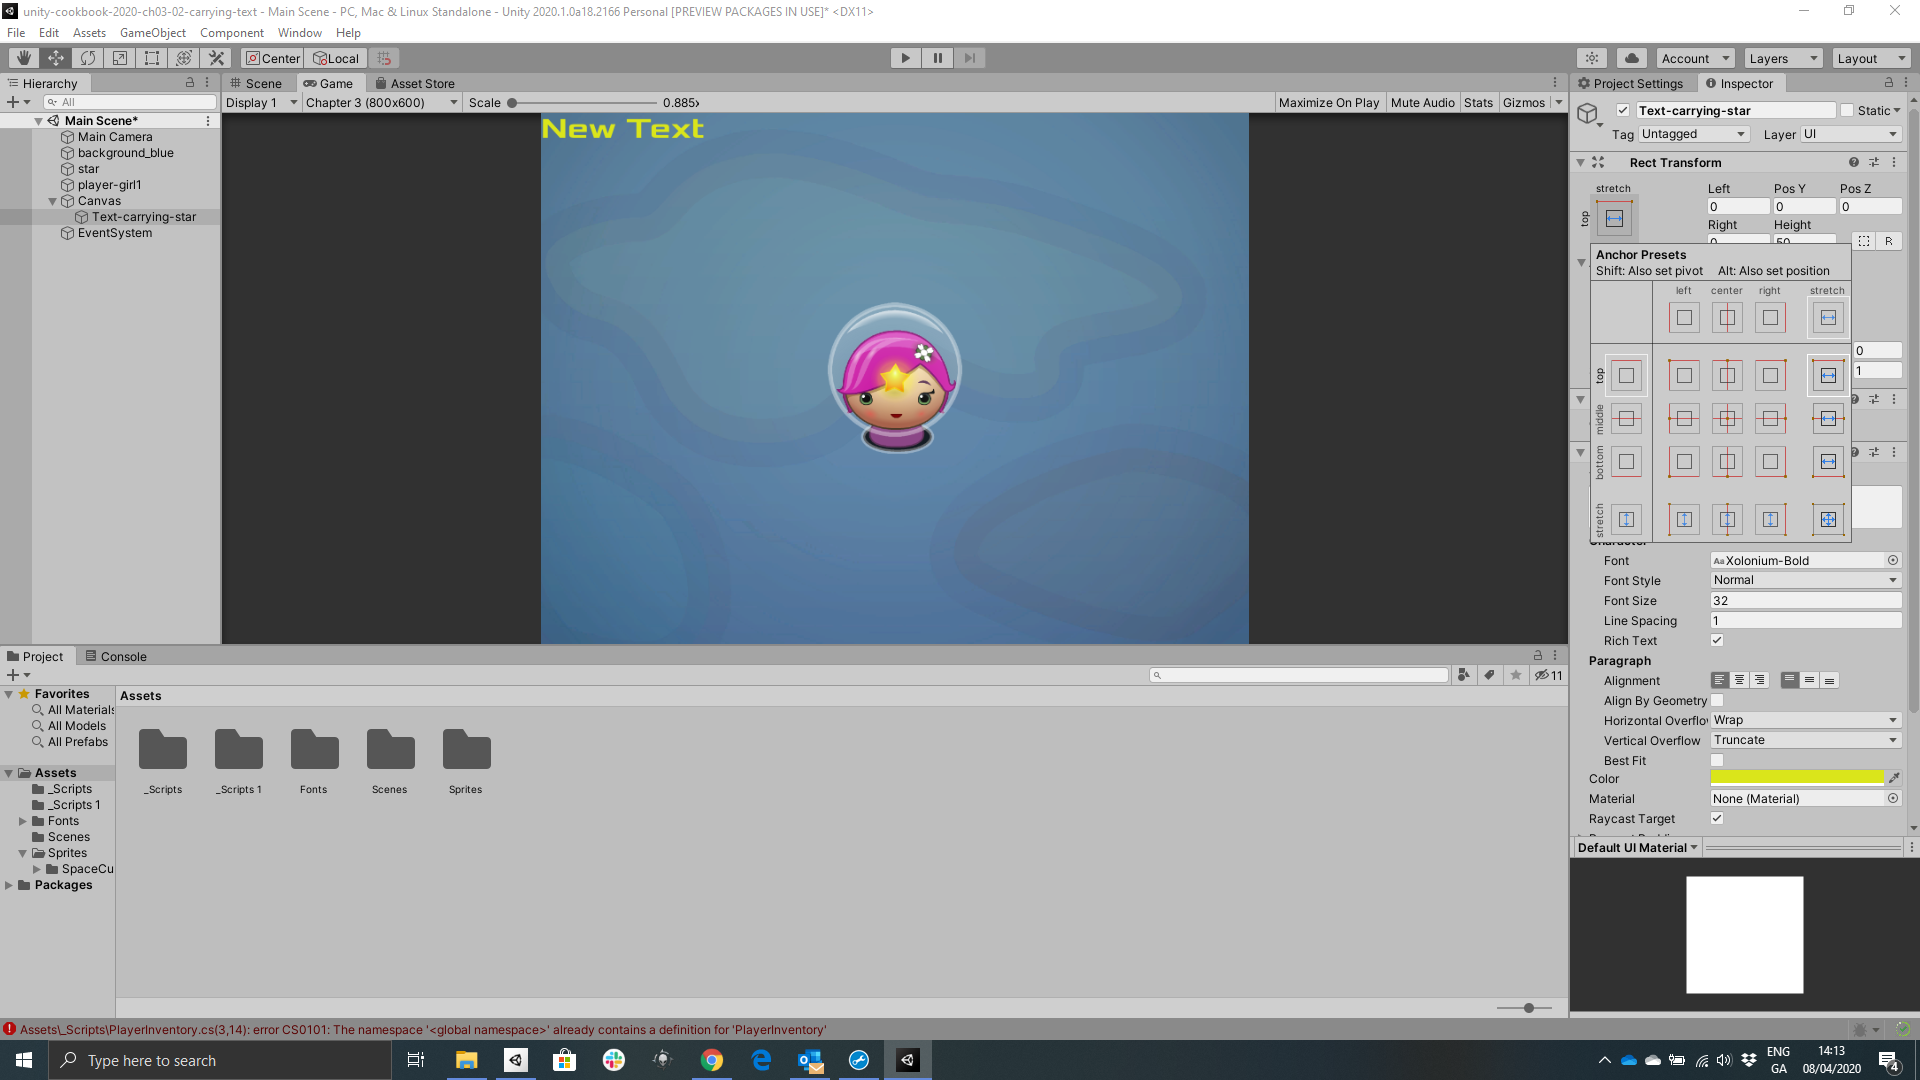 unity-cookbook-2020-ch03-02-carrying-text - Main Scene - PC, Mac & Linux Standalone - Unity 2020.1.0a18.2166 Personal [PREVIEW PACKAGES IN USE]* <DX11>
File Edit Assets GameObject Component Window Help
Center Local Account Layers Layout
Hierarchy
All
Main Scene*
Main Camera
background_blue
star
player-girl1
Canvas
Text-carrying-star
EventSystem
Scene Game Asset Store
Display 1 Chapter 3 (800x600) Scale 0.885x Maximize On Play Mute Audio Stats Gizmos
New Text
Project Settings Inspector
Text-carrying-star Static
Tag Untagged Layer UI
Rect Transform
stretch Left Pos Y Pos Z
top 0 0 0
Right Height
0 50 R
Anchor Presets
Shift: Also set pivot Alt: Also set position
left center right stretch
top
middle
bottom
stretch
0
1
Character
Font Aa Xolonium-Bold
Font Style Normal
Font Size 32
Line Spacing 1
Rich Text
Paragraph
Alignment
Align By Geometry
Horizontal Overflo Wrap
Vertical Overflow Truncate
Best Fit
Color
Material None (Material)
Raycast Target
Default UI Material
Project Console
11
Favorites
All Materials
All Models
All Prefabs
Assets
_Scripts
_Scripts 1
Fonts
Scenes
Sprites
SpaceCu
Packages
Assets
_Scripts _Scripts 1 Fonts Scenes Sprites
Assets\_Scripts\PlayerInventory.cs(3,14): error CS0101: The namespace '<global namespace>' already contains a definition for 'PlayerInventory'
Type here to search
ENG
GA
14:13
08/04/2020
4